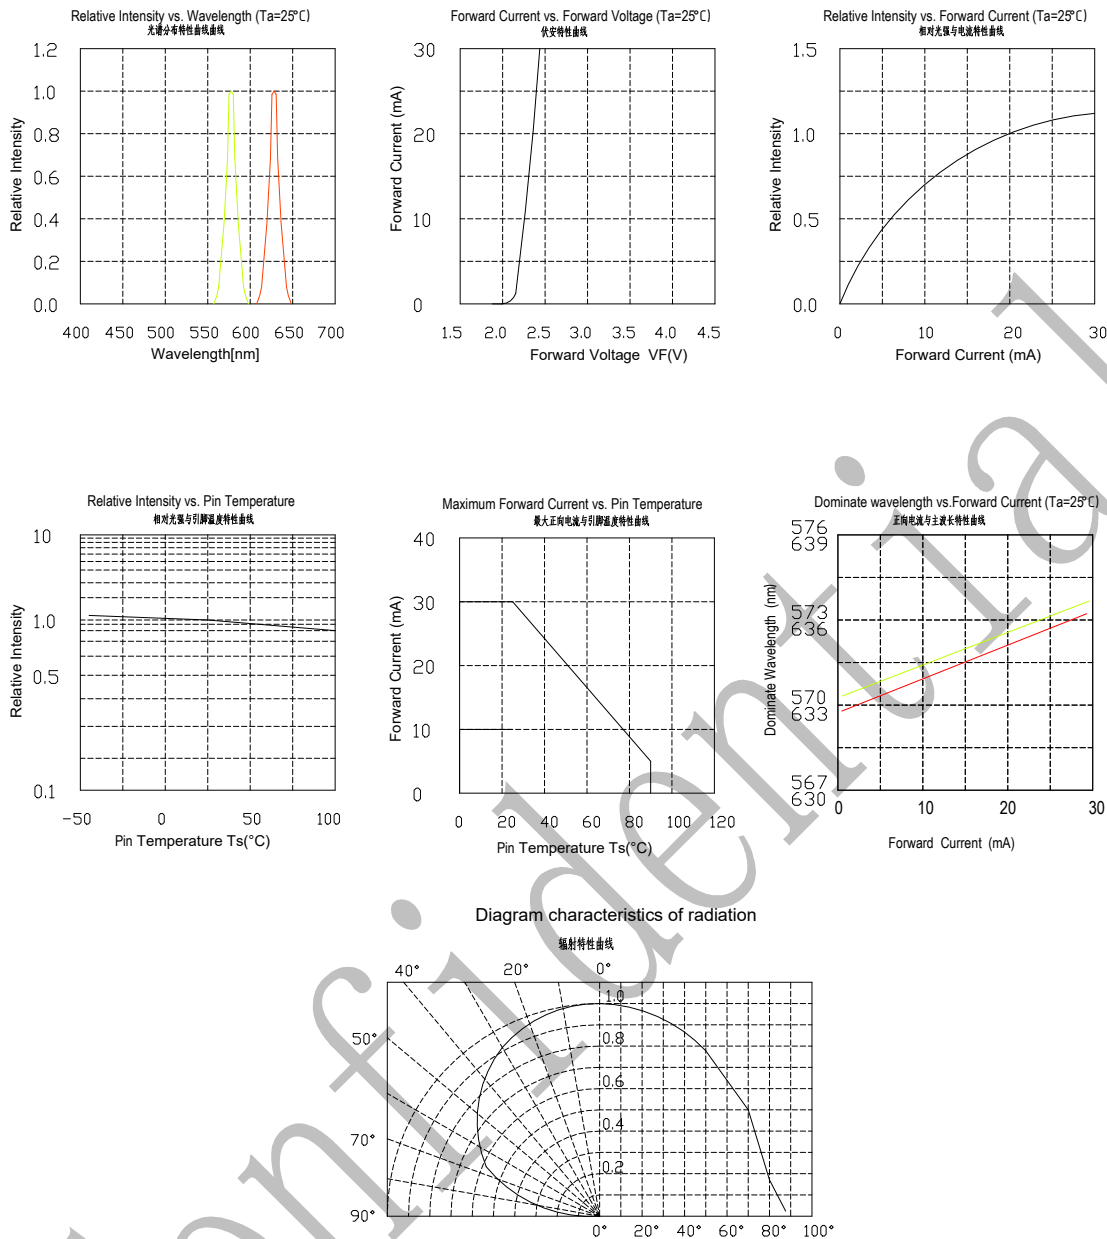 Relative Intensity vs. Wavelength (Ta=25℃)
光谱分布特性曲线曲线
1.2
1.0
0.8
0.6
0.4
0.2
0.0
Relative Intensity
400 450 500 550 600 650 700
Wavelength[nm]
Forward Current vs. Forward Voltage (Ta=25℃)
伏安特性曲线
30
20
10
0
Forward Current (mA)
1.5 2.0 2.5 3.0 3.5 4.0 4.5
Forward Voltage VF(V)
Relative Intensity vs. Forward Current (Ta=25℃)
相对光强与电流特性曲线
1.5
1.0
0.5
0.0
Relative Intensity
0 10 20 30
Forward Current (mA)
Relative Intensity vs. Pin Temperature
相对光强与引脚温度特性曲线
10
1.0
0.5
0.1
Relative Intensity
-50 0 50 100
Pin Temperature Ts(°C)
Maximum Forward Current vs. Pin Temperature
最大正向电流与引脚温度特性曲线
40
30
20
10
0
Forward Current (mA)
0 20 40 60 80 100 120
Pin Temperature Ts(°C)
Dominate wavelength vs.Forward Current (Ta=25℃)
正向电流与主波长特性曲线
576
639
573
636
570
633
567
630
Dominate Wavelength (nm)
0 10 20 30
Forward Current (mA)
Diagram characteristics of radiation
辐射特性曲线
40° 20° 0°
50°
70°
90°
1.0
0.8
0.6
0.4
0.2
0° 20° 40° 60° 80° 100°
onfidential